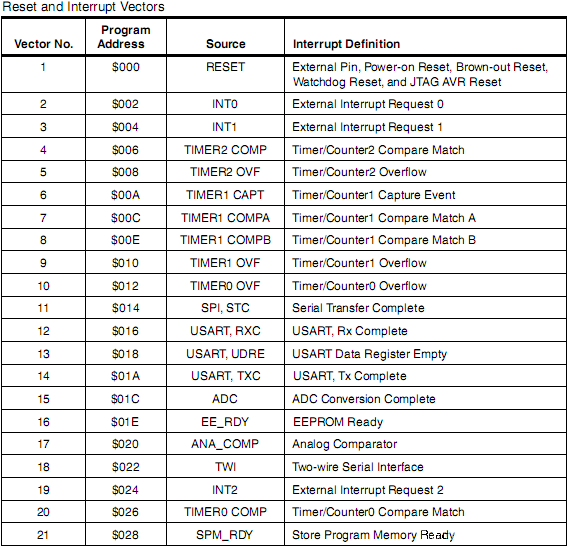 Reset and Interrupt Vectors
Vector No. Program Address Source Interrupt Definition
1 $000 RESET External Pin, Power-on Reset, Brown-out Reset,
Watchdog Reset, and JTAG AVR Reset
2 $002 INT0 External Interrupt Request 0
3 $004 INT1 External Interrupt Request 1
4 $006 TIMER2 COMP Timer/Counter2 Compare Match
5 $008 TIMER2 OVF Timer/Counter2 Overflow
6 $00A TIMER1 CAPT Timer/Counter1 Capture Event
7 $00C TIMER1 COMPA Timer/Counter1 Compare Match A
8 $00E TIMER1 COMPB Timer/Counter1 Compare Match B
9 $010 TIMER1 OVF Timer/Counter1 Overflow
10 $012 TIMER0 OVF Timer/Counter0 Overflow
11 $014 SPI, STC Serial Transfer Complete
12 $016 USART, RXC USART, Rx Complete
13 $018 USART, UDRE USART Data Register Empty
14 $01A USART, TXC USART, Tx Complete
15 $01C ADC ADC Conversion Complete
16 $01E EE_RDY EEPROM Ready
17 $020 ANA_COMP Analog Comparator
18 $022 TWI Two-wire Serial Interface
19 $024 INT2 External Interrupt Request 2
20 $026 TIMER0 COMP Timer/Counter0 Compare Match
21 $028 SPM_RDY Store Program Memory Ready